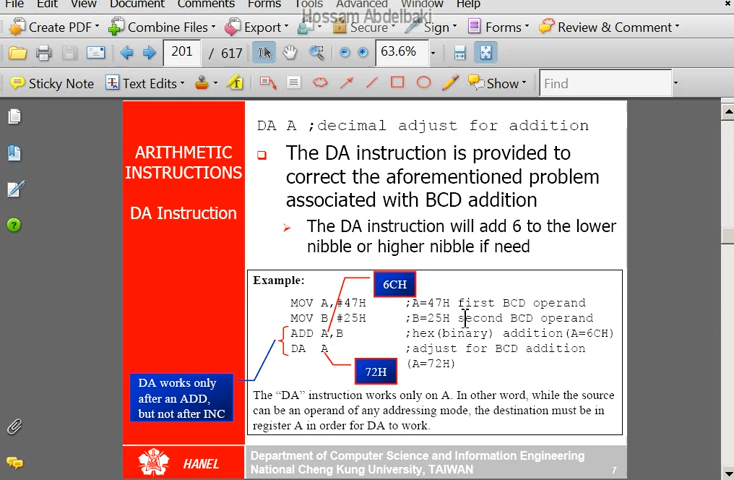 File Edit View Document Comments Forms Tools Advanced Window Help
Hossam Abdelbaki
Create PDF Combine Files Export Secure Sign Forms Review & Comment
201 / 617 63.6%
Sticky Note Text Edits Show Find
DA A ;decimal adjust for addition
ARITHMETIC
INSTRUCTIONS
DA Instruction
The DA instruction is provided to
correct the aforementioned problem
associated with BCD addition
The DA instruction will add 6 to the lower
nibble or higher nibble if need
Example:
6CH
MOV A,#47H ;A=47H first BCD operand
MOV B #25H ;B=25H second BCD operand
ADD A,B ;hex(binary) addition(A=6CH)
DA A ;adjust for BCD addition
(A=72H)
72H
DA works only
after an ADD,
but not after INC
The “DA” instruction works only on A. In other word, while the source
can be an operand of any addressing mode, the destination must be in
register A in order for DA to work.
HANEL
Department of Computer Science and Information Engineering
National Cheng Kung University, TAIWAN
7